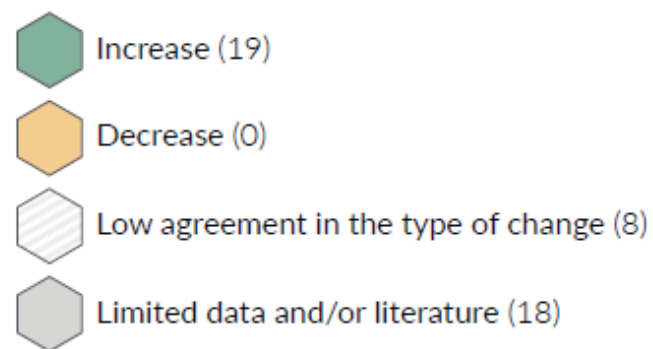 Increase (19)
Decrease (0)
Low agreement in the type of change (8)
Limited data and/or literature (18)